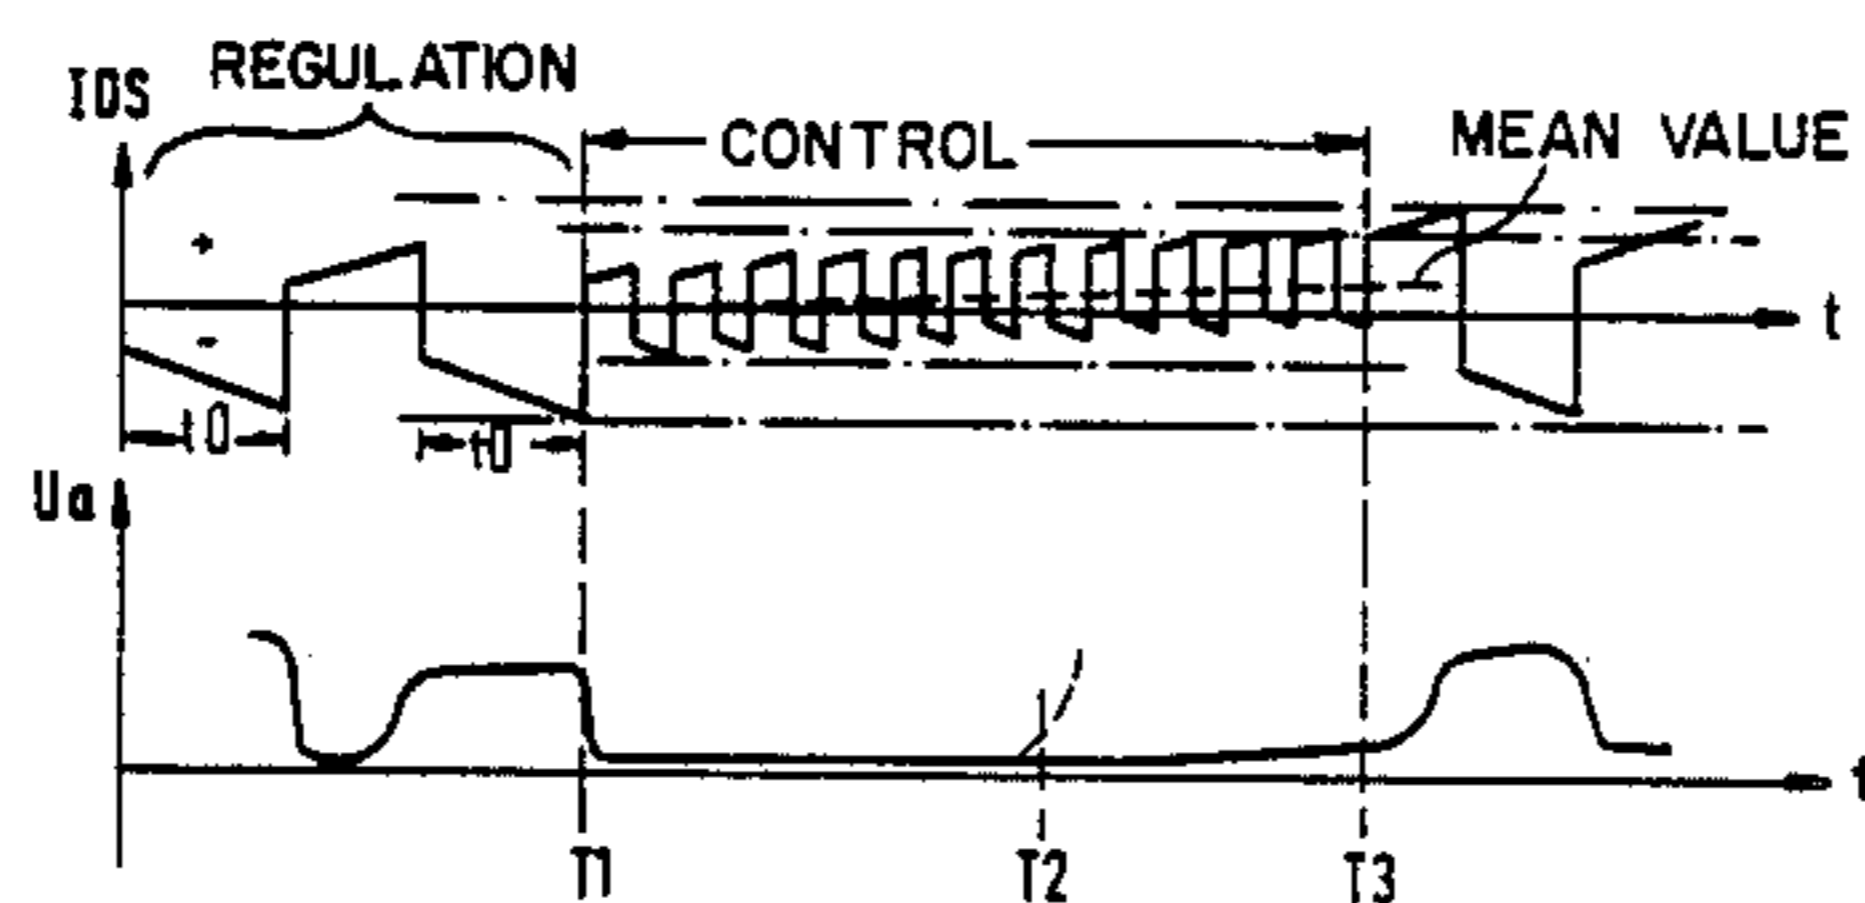 REGULATION
IDS
CONTROL
MEAN VALUE
+
-
t
t0
t0
Ua
t
T1
T2
T3